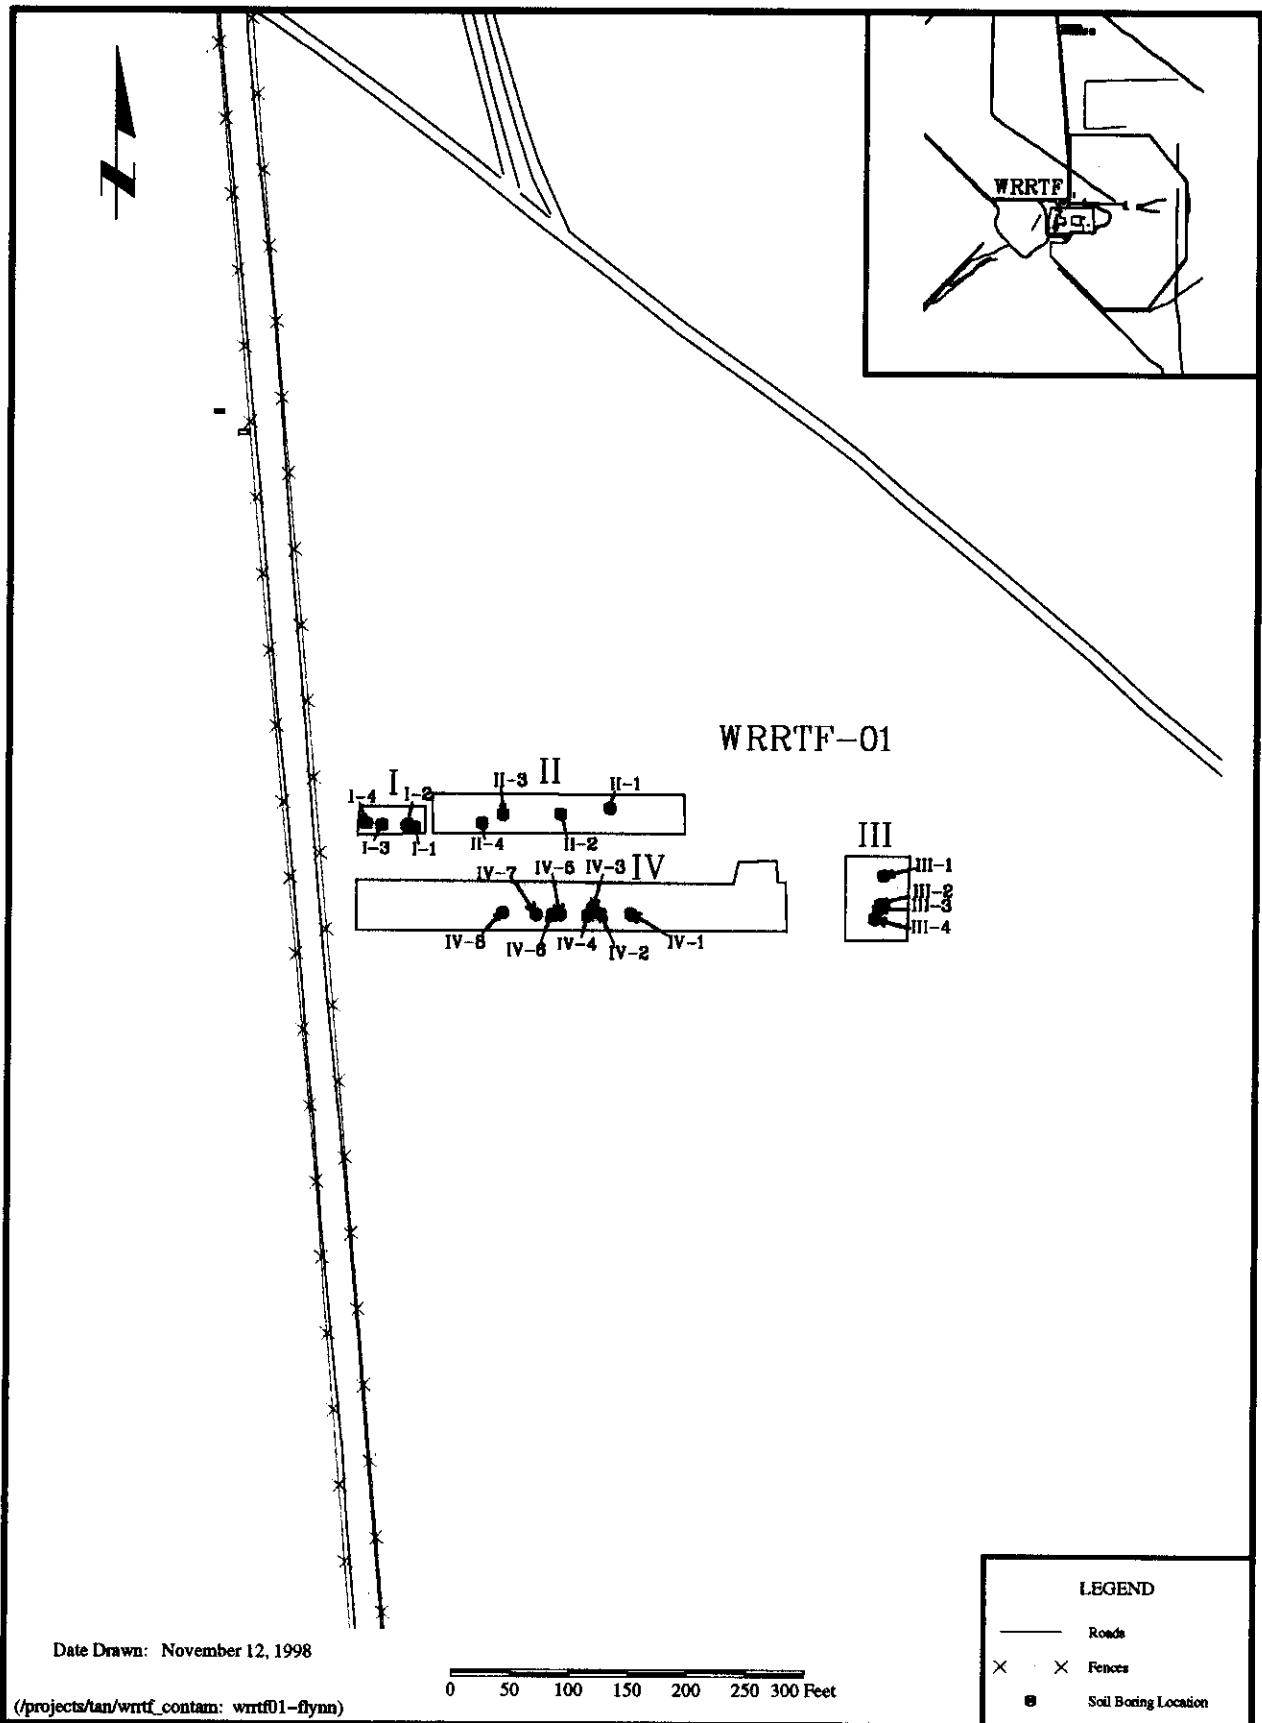 WRRTF
WRRTF-01
I
II
I-4
I-2
II-3
II-1
I-3
I-1
II-4
II-2
III
IV
IV-7
IV-6
IV-3
III-1
III-2
III-3
III-4
IV-8
IV-6
IV-4
IV-2
IV-1
LEGEND
Roads
Fences
Soil Boring Location
Date Drawn: November 12, 1998
0 50 100 150 200 250 300 Feet
(/projects/tan/wrrtf_contam: wrrtf01-flynn)